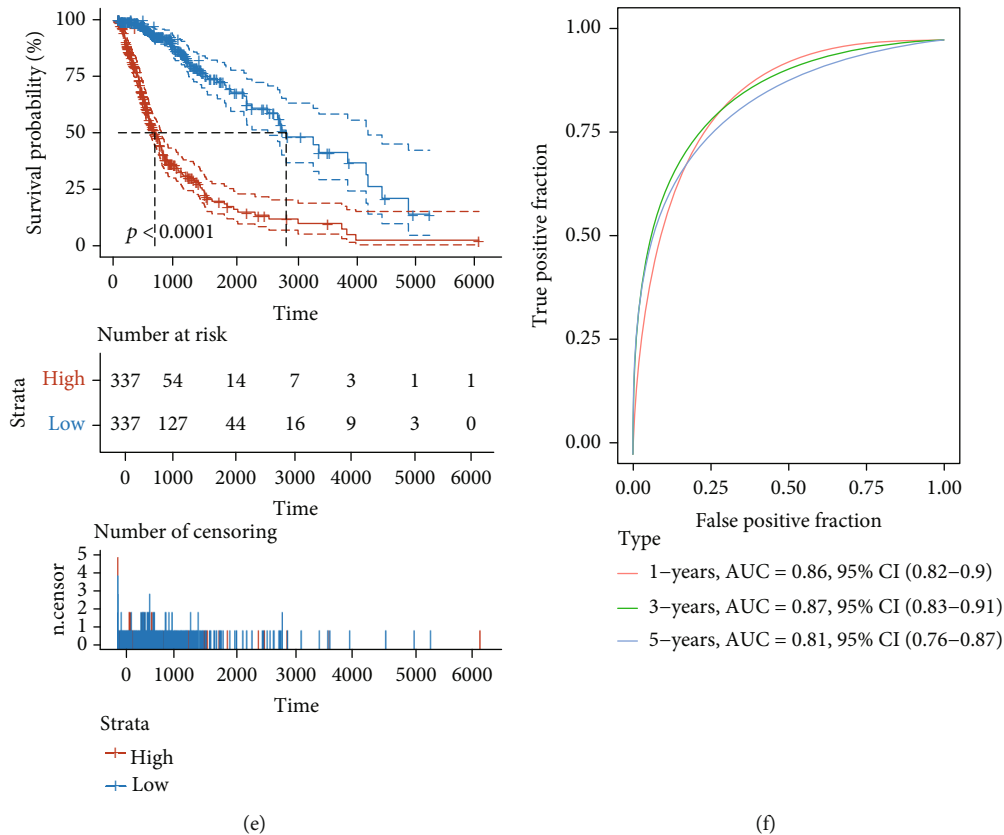 100
75
50
25
0
Survival probability (%)
p < 0.0001
0 1000 2000 3000 4000 5000 6000
Time
Number at risk
Strata
High 337 54 14 7 3 1 1
Low 337 127 44 16 9 3 0
0 1000 2000 3000 4000 5000 6000
Time
Number of censoring
n.censor
5
4
3
2
1
0
0 1000 2000 3000 4000 5000 6000
Time
Strata
High
Low
(e)
1.00
0.75
0.50
0.25
0.00
True positive fraction
0.00 0.25 0.50 0.75 1.00
False positive fraction
Type
1−years, AUC = 0.86, 95% CI (0.82−0.9)
3−years, AUC = 0.87, 95% CI (0.83−0.91)
5−years, AUC = 0.81, 95% CI (0.76−0.87)
(f)